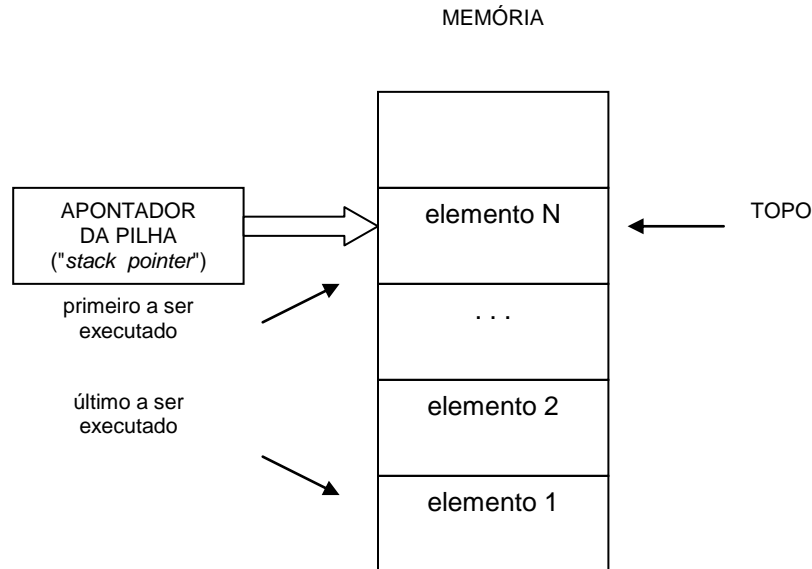 MEMÓRIA
APONTADOR
DA PILHA
("stack pointer")
elemento N
TOPO
primeiro a ser
executado
. . .
último a ser
executado
elemento 2
elemento 1